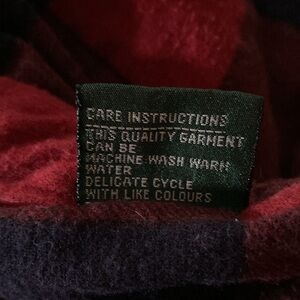 CARE INSTRUCTIONS
THIS QUALITY GARMENT
CAN BE
MACHINE WASH WARM
WATER
DELICATE CYCLE
WITH LIKE COLOURS